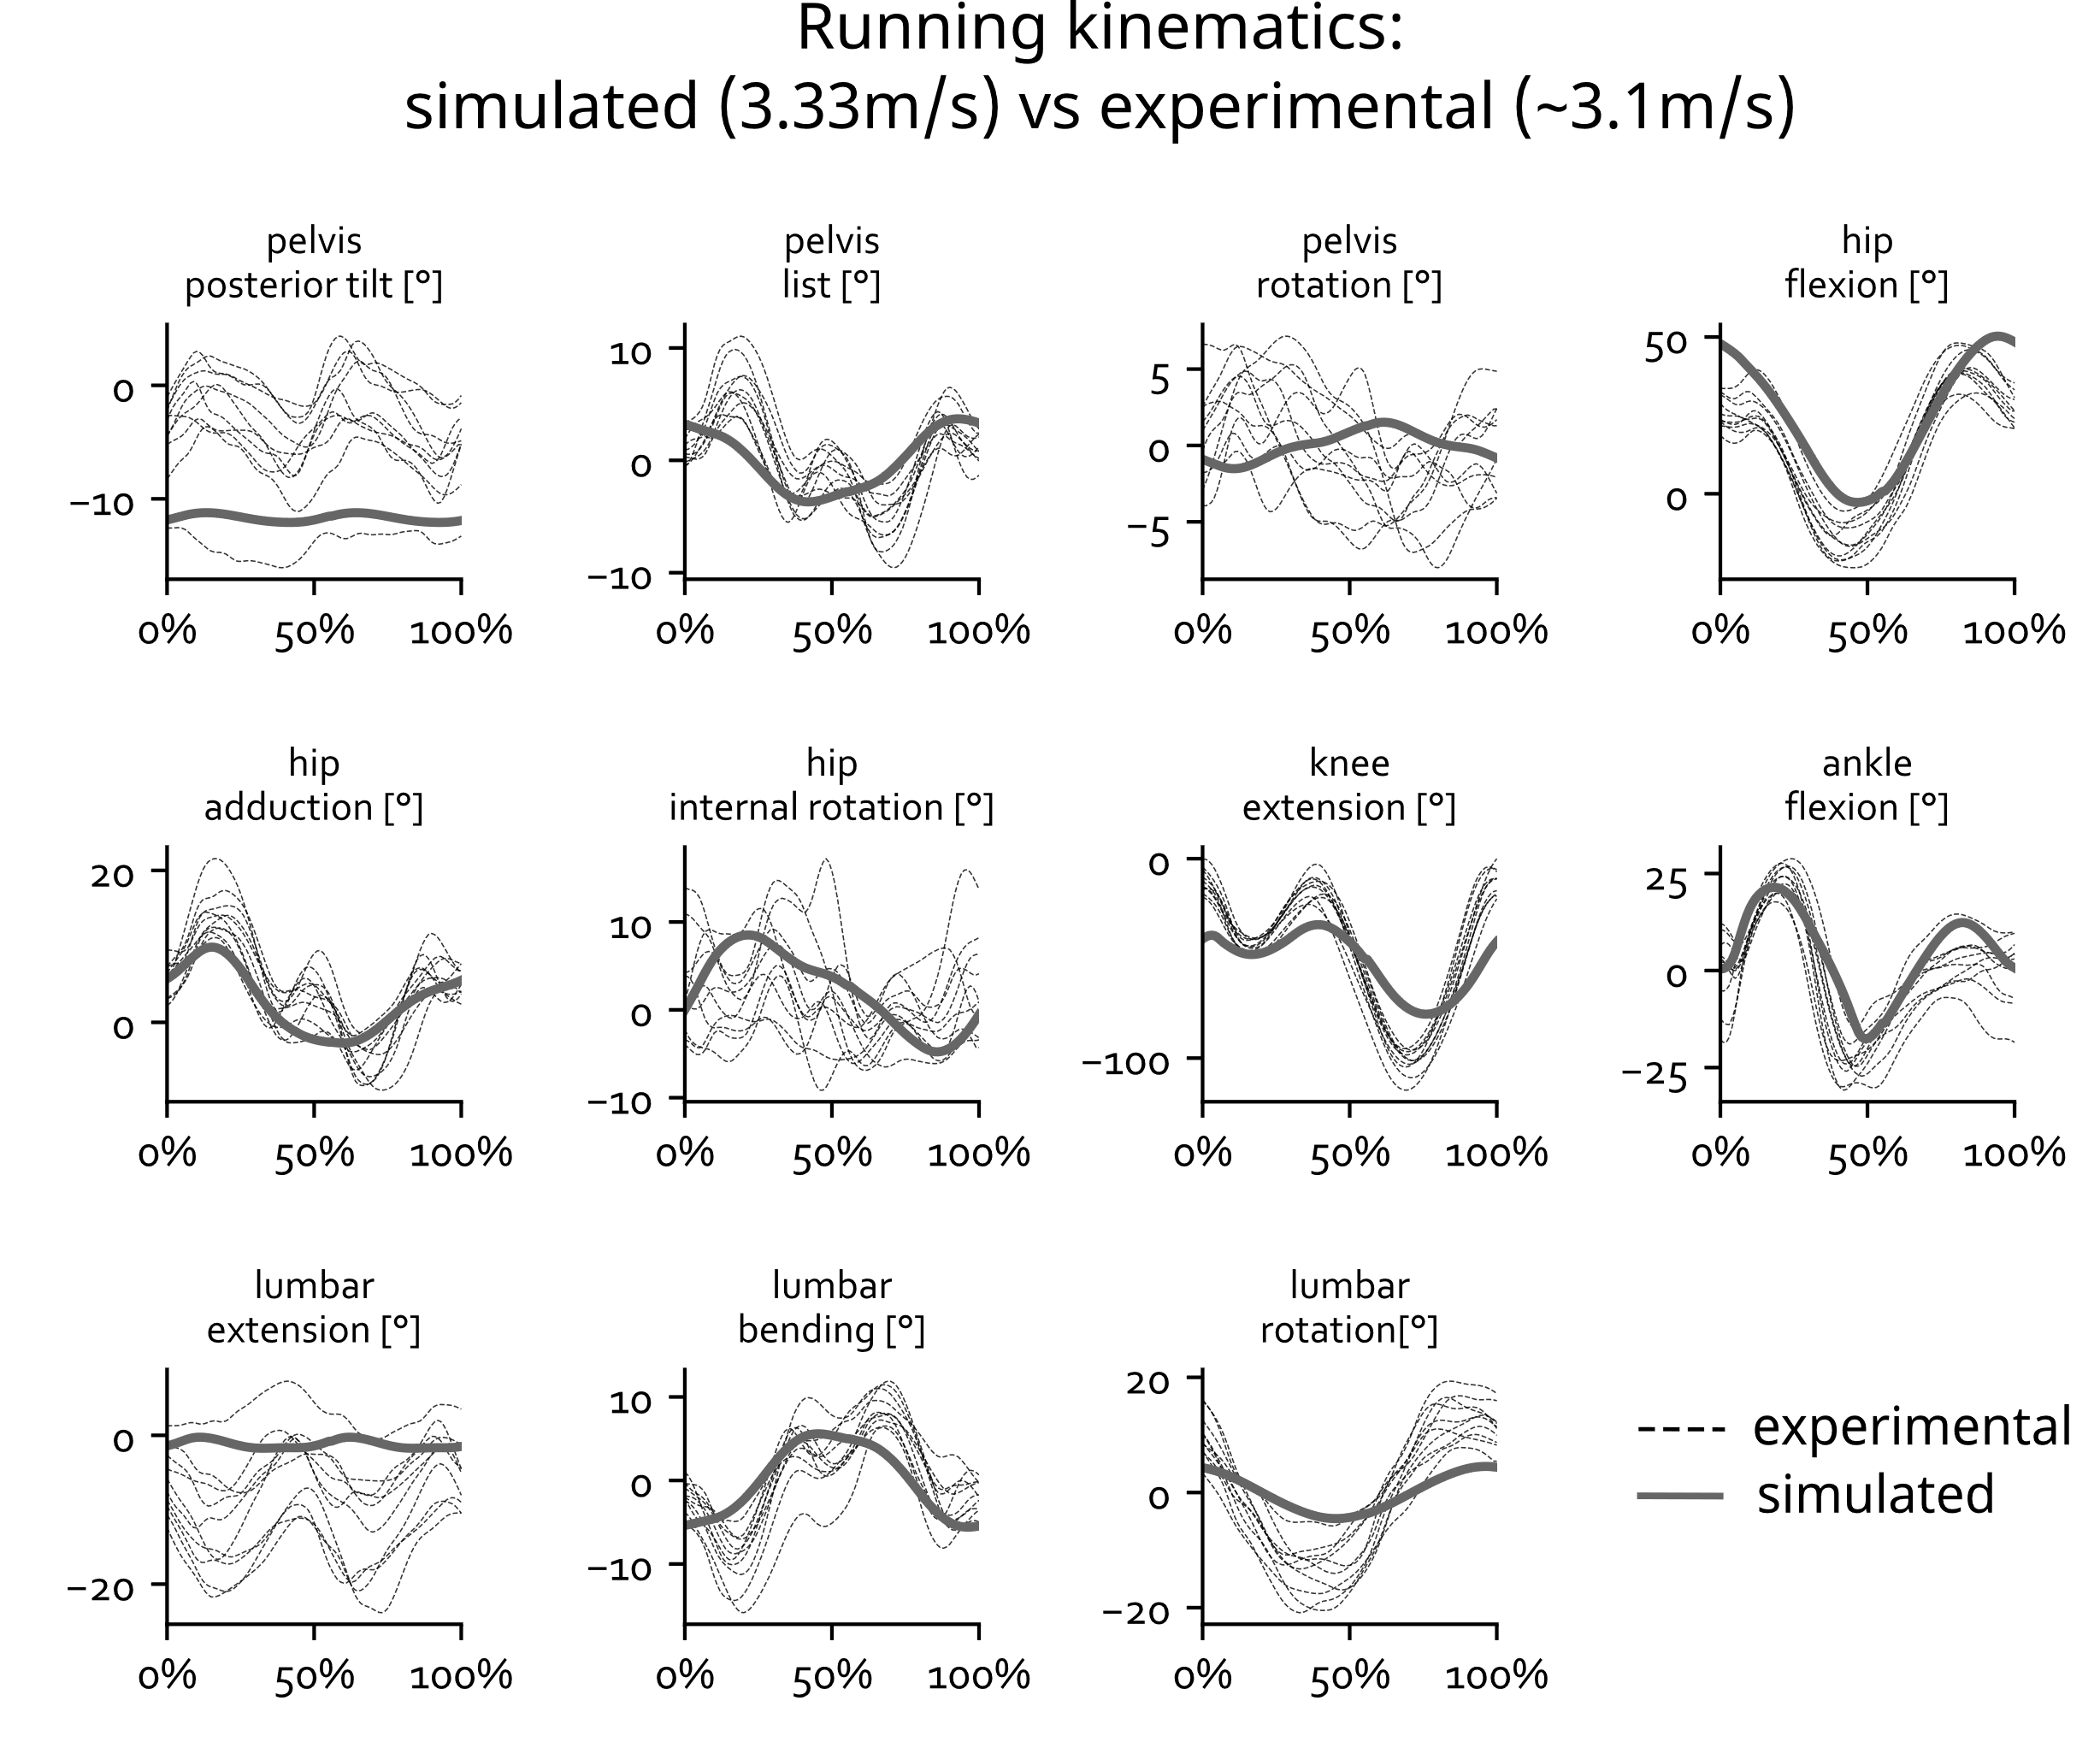 Running kinematics:
simulated (3.33m/s) vs experimental (~3.1m/s)
pelvis
posterior tilt [°]
0
−10
0%
50%
100%
pelvis
list [°]
10
0
−10
0%
50%
100%
pelvis
rotation [°]
5
0
−5
0%
50%
100%
hip
flexion [°]
50
0
0%
50%
100%
hip
adduction [°]
20
0
0%
50%
100%
hip
internal rotation [°]
10
0
−10
0%
50%
100%
knee
extension [°]
0
−100
0%
50%
100%
ankle
flexion [°]
25
0
−25
0%
50%
100%
lumbar
extension [°]
0
−20
0%
50%
100%
lumbar
bending [°]
10
0
−10
0%
50%
100%
lumbar
rotation[°]
20
0
−20
0%
50%
100%
experimental
simulated